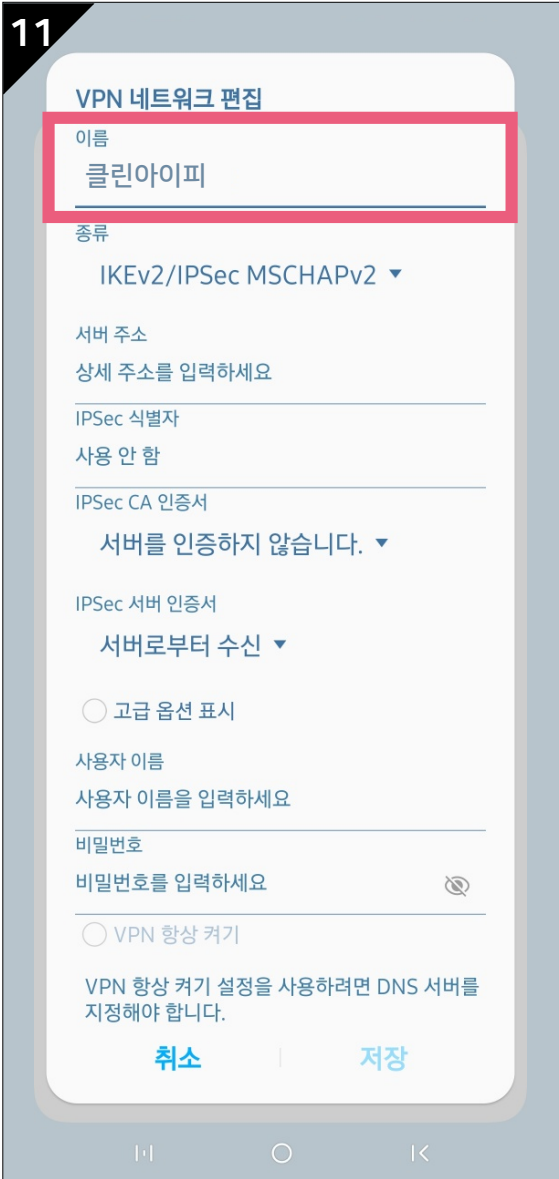 11
VPN 네트워크 편집
이름
클린아이피
종류
IKEv2/IPSec MSCHAPv2
서버 주소
상세 주소를 입력하세요
IPSec 식별자
사용 안 함
IPSec CA 인증서
서버를 인증하지 않습니다.
IPSec 서버 인증서
서버로부터 수신
고급 옵션 표시
사용자 이름
사용자 이름을 입력하세요
비밀번호
비밀번호를 입력하세요
VPN 항상 켜기
VPN 항상 켜기 설정을 사용하려면 DNS 서버를
지정해야 합니다.
취소 저장